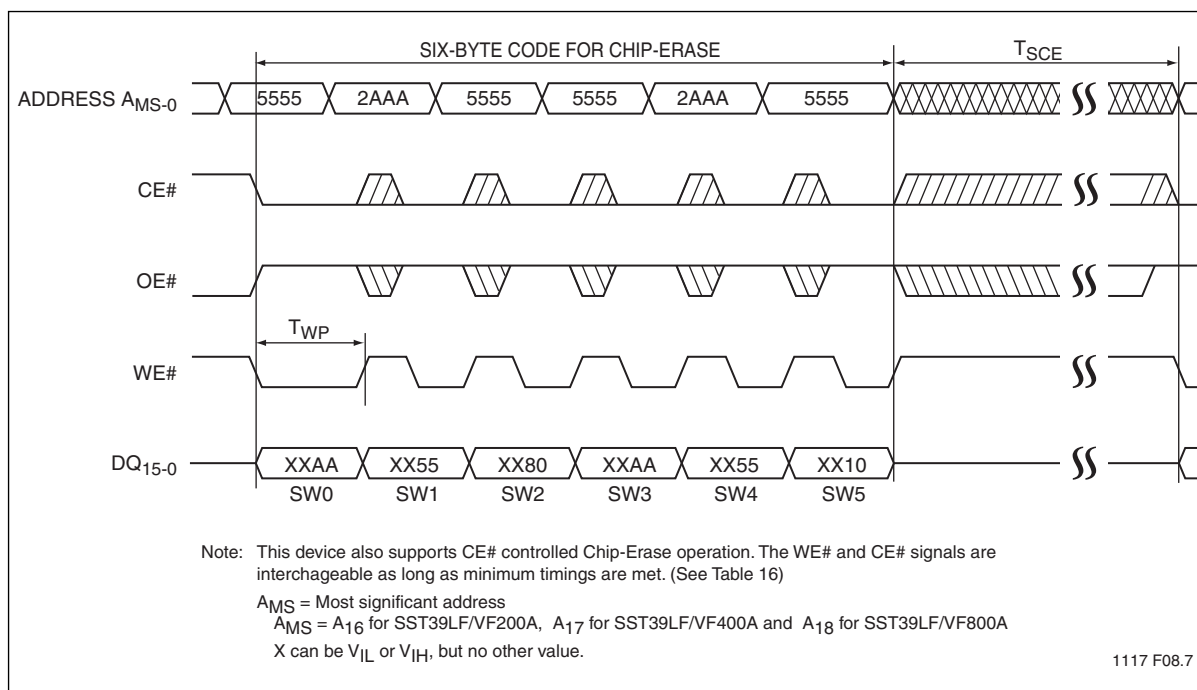 SIX-BYTE CODE FOR CHIP-ERASE TSCE
ADDRESS AMS-0 5555 2AAA 5555 5555 2AAA 5555
CE#
OE#
TWP
WE#
DQ15-0 XXAA XX55 XX80 XXAA XX55 XX10
SW0 SW1 SW2 SW3 SW4 SW5
Note: This device also supports CE# controlled Chip-Erase operation. The WE# and CE# signals are
interchageable as long as minimum timings are met. (See Table 16)
AMS = Most significant address
AMS = A16 for SST39LF/VF200A, A17 for SST39LF/VF400A and A18 for SST39LF/VF800A
X can be VIL or VIH, but no other value.
1117 F08.7